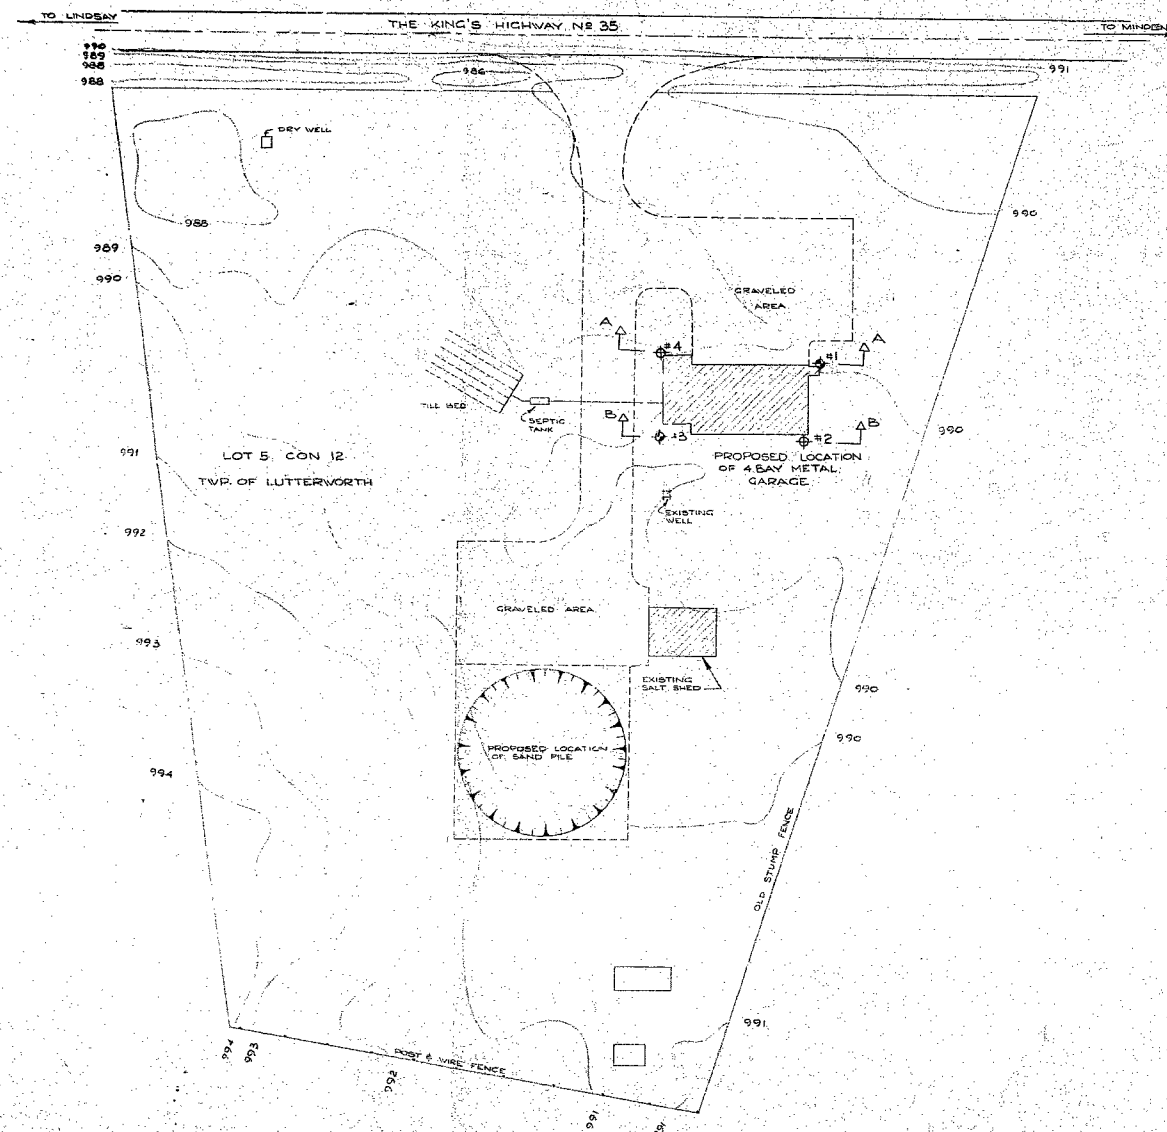 TO LINDSAY
THE KING'S HIGHWAY Nº 35
TO MINDEN
990
989
988
988
986
991
DRY WELL
988
990
989
990
GRAVELED
AREA
A
#4
#1
A
TILE BED
SEPTIC
TANK
B
#3
#2
B
990
PROPOSED LOCATION
OF 4 BAY METAL
GARAGE
991
LOT 5 CON 12
TWP. OF LUTTERWORTH
EXISTING
WELL
992
GRAVELED AREA
993
EXISTING
SALT SHED
990
990
PROPOSED LOCATION
OF SAND PILE
994
OLD STUMP FENCE
991
994
993
POST & WIRE FENCE
992
991
991